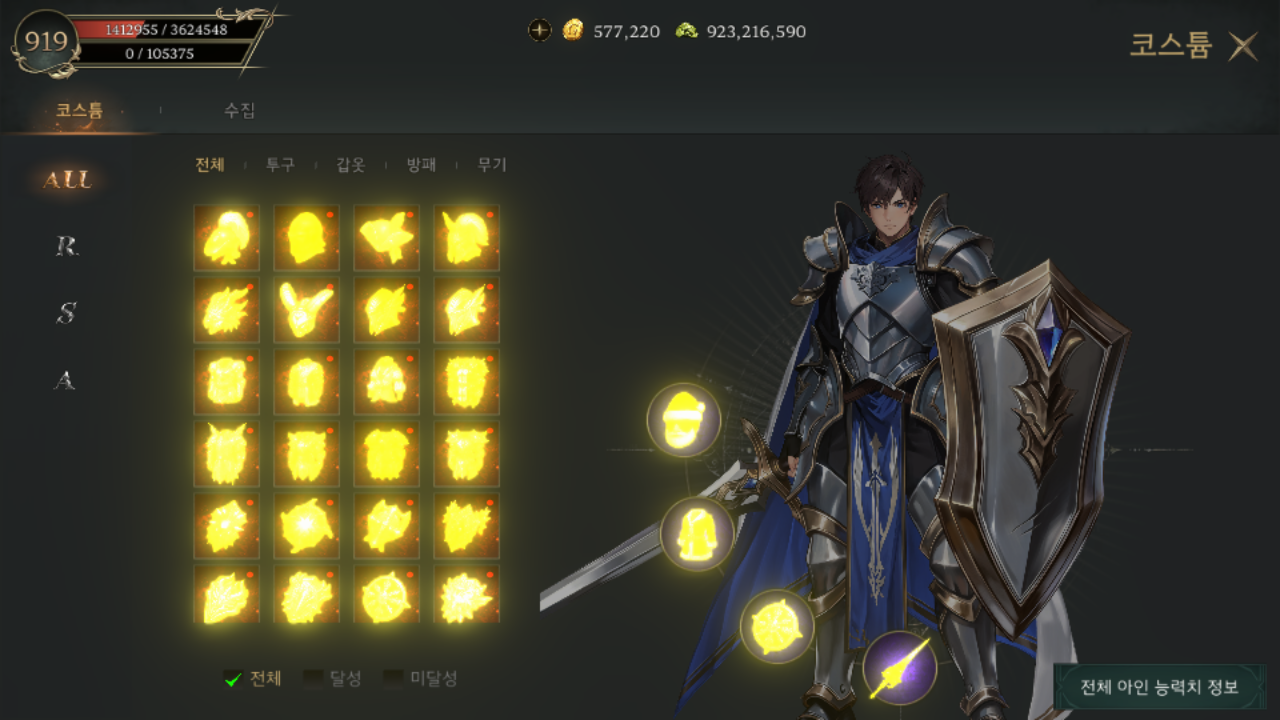 919
1412955 / 3624548
0 / 105375
577,220
923,216,590
코스튬
코스튬
수집
ALL
R
S
A
전체
투구
갑옷
방패
무기
전체
달성
미달성
전체 아인 능력치 정보